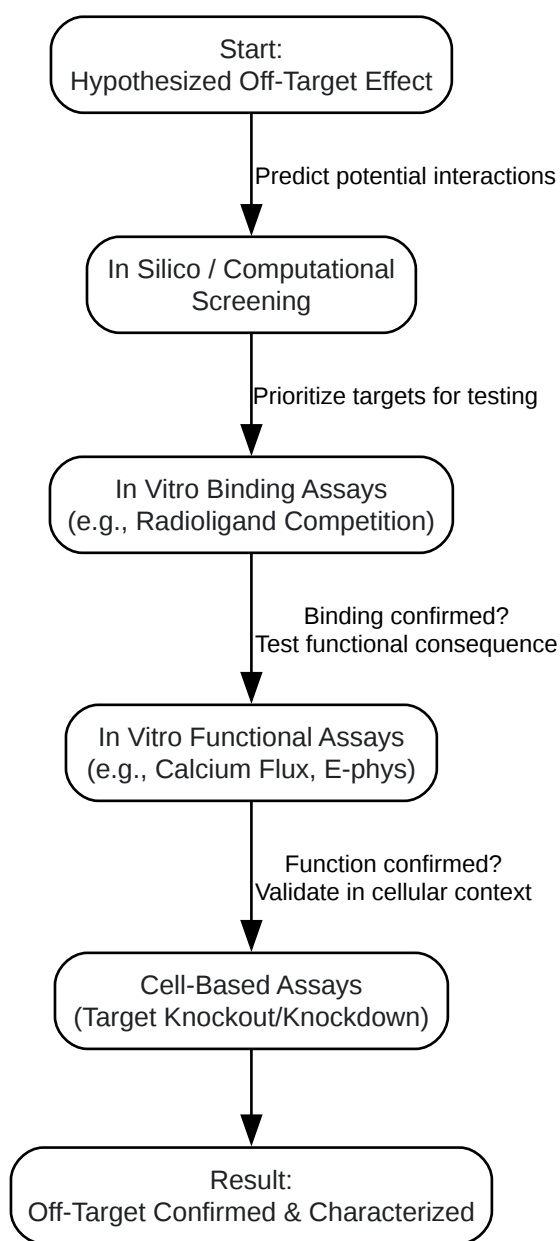 Start:
Hypothesized Off-Target Effect
Predict potential interactions
In Silico / Computational
Screening
Prioritize targets for testing
In Vitro Binding Assays
(e.g., Radioligand Competition)
Binding confirmed?
Test functional consequence
In Vitro Functional Assays
(e.g., Calcium Flux, E-phys)
Function confirmed?
Validate in cellular context
Cell-Based Assays
(Target Knockout/Knockdown)
Result:
Off-Target Confirmed & Characterized